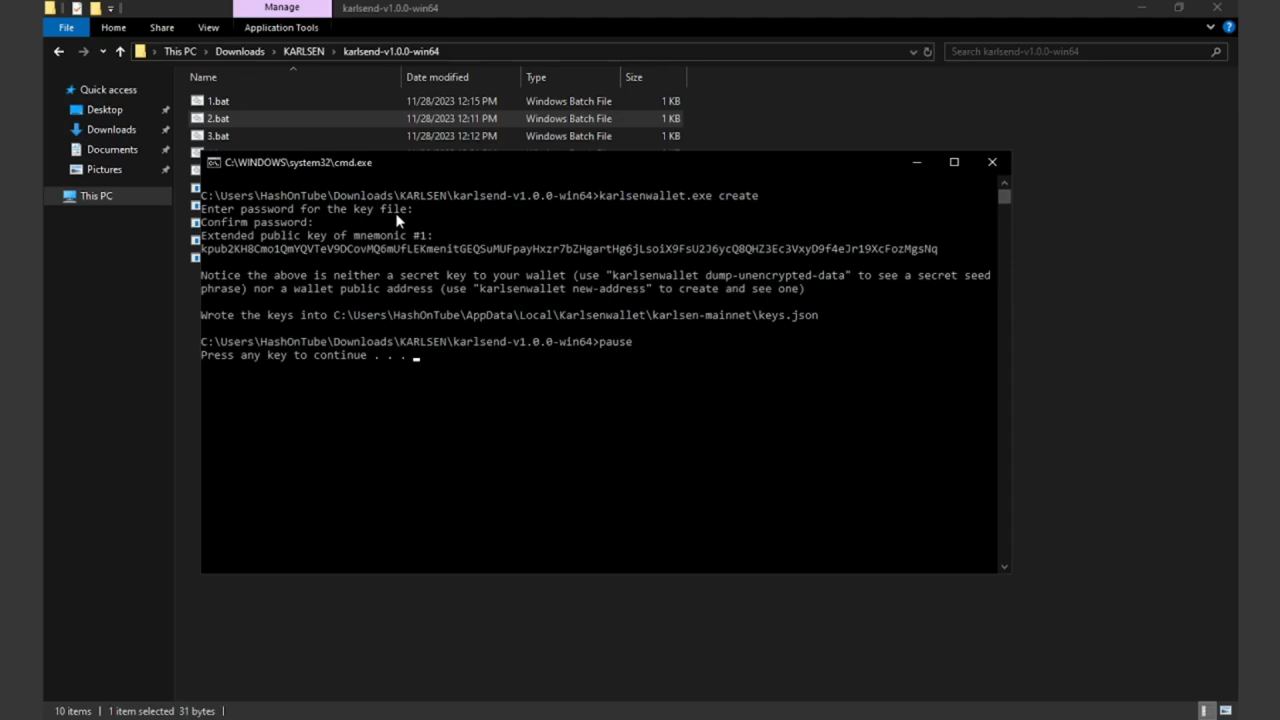 Manage
karlsend-v1.0.0-win64
File
Home
Share
View
Application Tools
This PC
Downloads
KARLSEN
karlsend-v1.0.0-win64
Search karlsend-v1.0.0-win64
Name
Date modified
Type
Size
Quick access
Desktop
Downloads
Documents
Pictures
This PC
1.bat 11/28/2023 12:15 PM Windows Batch File 1 KB
2.bat 11/28/2023 12:11 PM Windows Batch File 1 KB
3.bat 11/28/2023 12:12 PM Windows Batch File 1 KB
C:\WINDOWS\system32\cmd.exe
C:\Users\HashOnTube\Downloads\KARLSEN\karlsend-v1.0.0-win64>karlsenwallet.exe create
Enter password for the key file:
Confirm password:
Extended public key of mnemonic #1:
kpub2KH8Cmo1QmYQVTeV9DCovMQ6mUfLEKmenitGEQSuMUFpayHxzr7bZHgartHg6jLsoiX9FsU2J6ycQ8QHZ3Ec3VxyD9f4eJr19XcFozMgsNq
Notice the above is neither a secret key to your wallet (use "karlsenwallet dump-unencrypted-data" to see a secret seed
phrase) nor a wallet public address (use "karlsenwallet new-address" to create and see one)
Wrote the keys into C:\Users\HashOnTube\AppData\Local\Karlsenwallet\karlsen-mainnet\keys.json
C:\Users\HashOnTube\Downloads\KARLSEN\karlsend-v1.0.0-win64>pause
Press any key to continue . . .
10 items
1 item selected 31 bytes